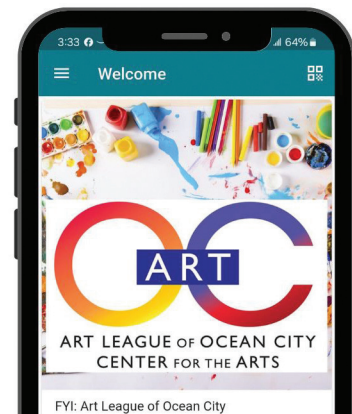 3:33
64%
Welcome
OC
ART
ART LEAGUE OF OCEAN CITY
CENTER FOR THE ARTS
FYI: Art League of Ocean City